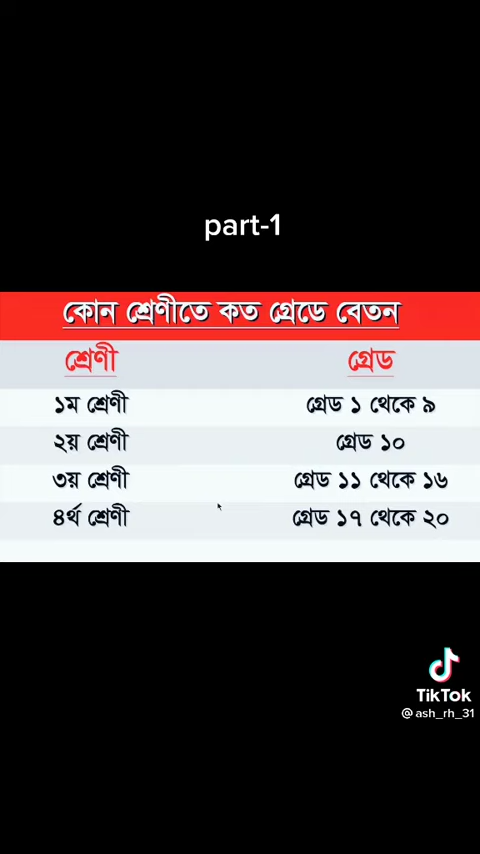 part-1
কোন শ্রেণীতে কত গ্রেডে বেতন
শ্রেণী গ্রেড
১ম শ্রেণী গ্রেড ১ থেকে ৯
২য় শ্রেণী গ্রেড ১০
৩য় শ্রেণী গ্রেড ১১ থেকে ১৬
৪র্থ শ্রেণী গ্রেড ১৭ থেকে ২০
TikTok
@ash_rh_31